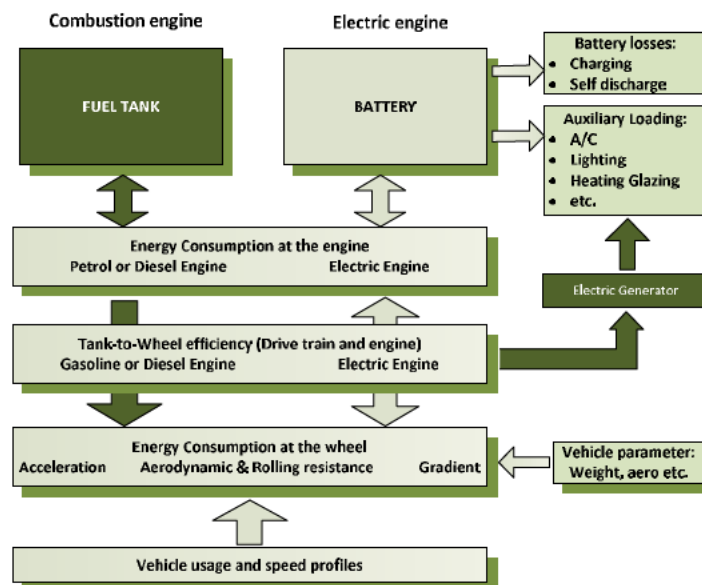 Combustion engine
Electric engine
FUEL TANK
BATTERY
Battery losses:
• Charging
• Self discharge
Auxiliary Loading:
• A/C
• Lighting
• Heating Glazing
• etc.
Energy Consumption at the engine
Petrol or Diesel Engine Electric Engine
Electric Generator
Tank-to-Wheel efficiency (Drive train and engine)
Gasoline or Diesel Engine Electric Engine
Energy Consumption at the wheel
Acceleration Aerodynamic & Rolling resistance Gradient
Vehicle parameter:
Weight, aero etc.
Vehicle usage and speed profiles